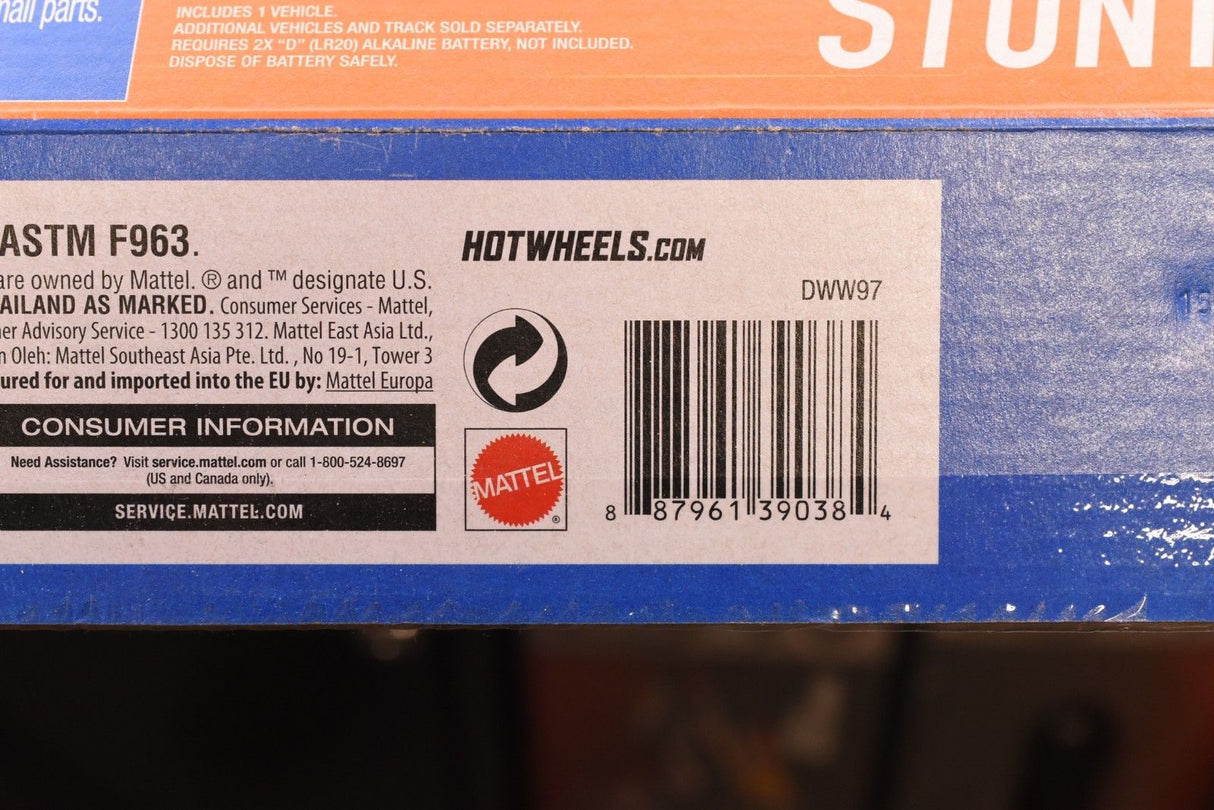 mall parts.
INCLUDES 1 VEHICLE.
ADDITIONAL VEHICLES AND TRACK SOLD SEPARATELY.
REQUIRES 2X “D” (LR20) ALKALINE BATTERY, NOT INCLUDED.
DISPOSE OF BATTERY SAFELY.
STUNT
ASTM F963.
are owned by Mattel. ® and ™ designate U.S.
AILAND AS MARKED. Consumer Services - Mattel,
er Advisory Service - 1300 135 312. Mattel East Asia Ltd.,
n Oleh: Mattel Southeast Asia Pte. Ltd. , No 19-1, Tower 3
ured for and imported into the EU by: Mattel Europa
CONSUMER INFORMATION
Need Assistance? Visit service.mattel.com or call 1-800-524-8697
(US and Canada only).
SERVICE.MATTEL.COM
HOTWHEELS.COM
MATTEL®
DWW97
8 87961 39038 4
15